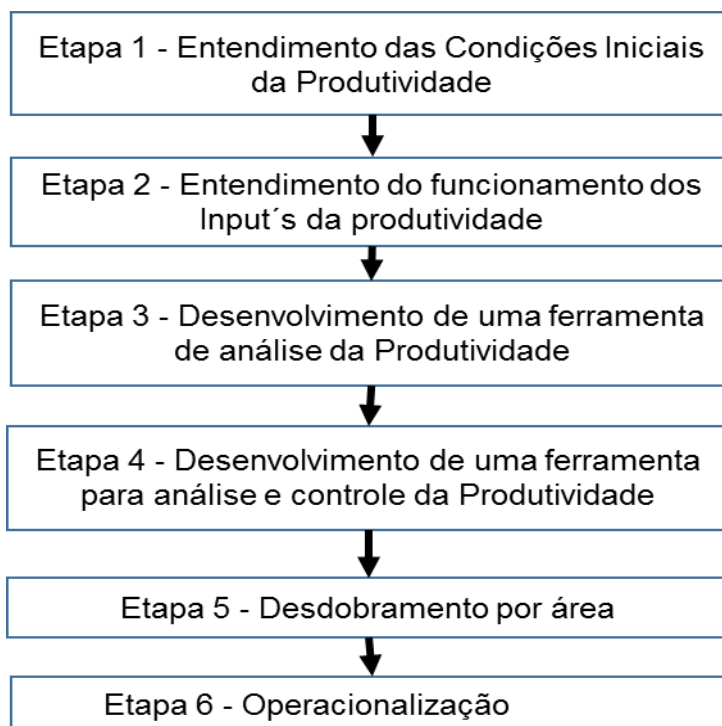 Etapa 1 - Entendimento das Condições Iniciais
da Produtividade
Etapa 2 - Entendimento do funcionamento dos
Input´s da produtividade
Etapa 3 - Desenvolvimento de uma ferramenta
de análise da Produtividade
Etapa 4 - Desenvolvimento de uma ferramenta
para análise e controle da Produtividade
Etapa 5 - Desdobramento por área
Etapa 6 - Operacionalização